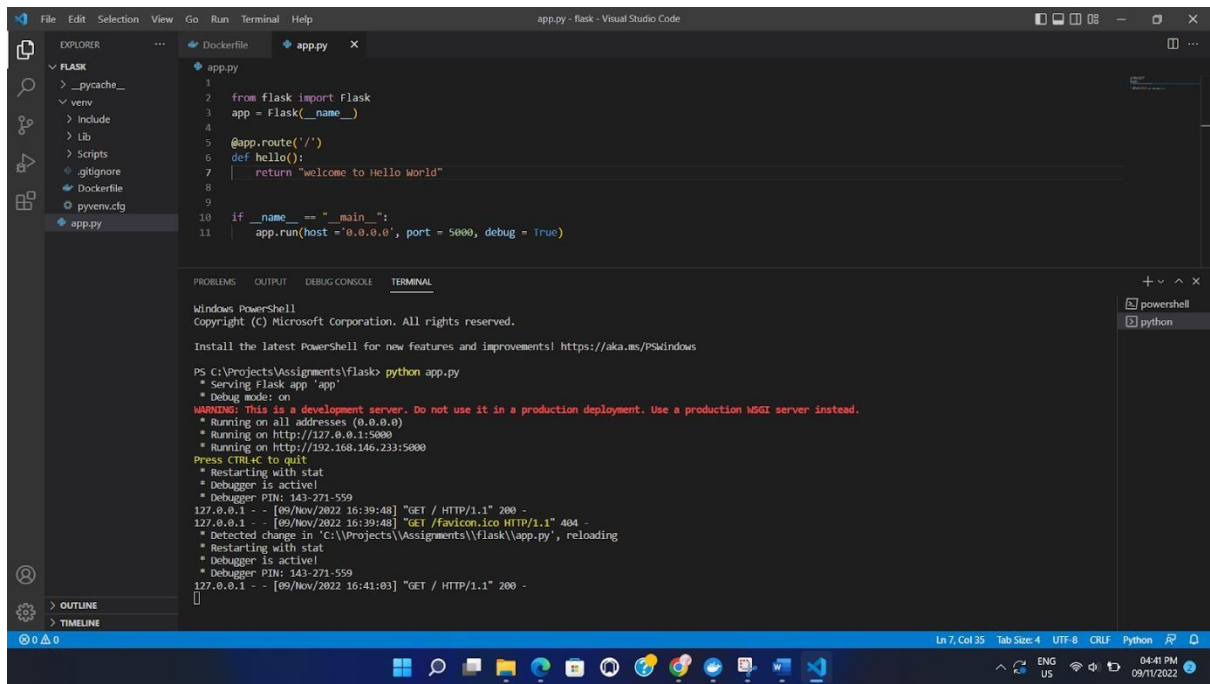 File Edit Selection View Go Run Terminal Help
app.py - flask - Visual Studio Code
EXPLORER
FLASK
__pycache__
venv
Include
Lib
Scripts
.gitignore
Dockerfile
pyvenv.cfg
app.py
OUTLINE
TIMELINE
Dockerfile
app.py
app.py
1
2 from flask import Flask
3 app = Flask(__name__)
4
5 @app.route('/')
6 def hello():
7 return "welcome to Hello World"
8
9
10 if __name__ == "__main__":
11 app.run(host ='0.0.0.0', port = 5000, debug = True)
PROBLEMS OUTPUT DEBUG CONSOLE TERMINAL
powershell
python
Windows PowerShell
Copyright (C) Microsoft Corporation. All rights reserved.
Install the latest PowerShell for new features and improvements! https://aka.ms/PSWindows
PS C:\Projects\Assignments\flask> python app.py
* Serving Flask app 'app'
* Debug mode: on
WARNING: This is a development server. Do not use it in a production deployment. Use a production WSGI server instead.
* Running on all addresses (0.0.0.0)
* Running on http://127.0.0.1:5000
* Running on http://192.168.146.233:5000
Press CTRL+C to quit
* Restarting with stat
* Debugger is active!
* Debugger PIN: 143-271-559
127.0.0.1 - - [09/Nov/2022 16:39:48] "GET / HTTP/1.1" 200 -
127.0.0.1 - - [09/Nov/2022 16:39:48] "GET /favicon.ico HTTP/1.1" 404 -
* Detected change in 'C:\\Projects\\Assignments\\flask\\app.py', reloading
* Restarting with stat
* Debugger is active!
* Debugger PIN: 143-271-559
127.0.0.1 - - [09/Nov/2022 16:41:03] "GET / HTTP/1.1" 200 -
0 0
Ln 7, Col 35 Tab Size: 4 UTF-8 CRLF Python
ENG
US
04:41 PM
09/11/2022
2